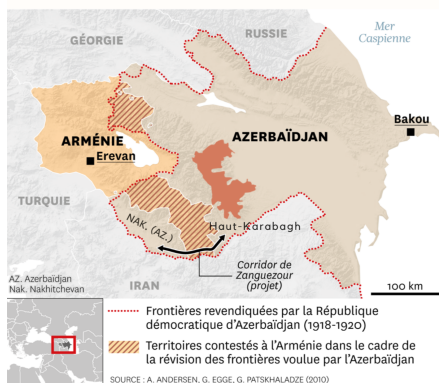 GÉORGIE
RUSSIE
Mer
Caspienne
Bakou
AZERBAÏDJAN
ARMÉNIE
Erevan
TURQUIE
Haut-Karabagh
NAK. (AZ.)
Corridor de
Zanguezour
(projet)
IRAN
AZ. Azerbaïdjan
Nak. Nakhitchevan
100 km
Frontières revendiquées par la République
démocratique d'Azerbaïdjan (1918-1920)
Territoires contestés à l'Arménie dans le cadre de
la révision des frontières voulue par l'Azerbaïdjan
SOURCE : A. ANDERSEN, G. EGGE, G. PATSKHALADZE (2010)